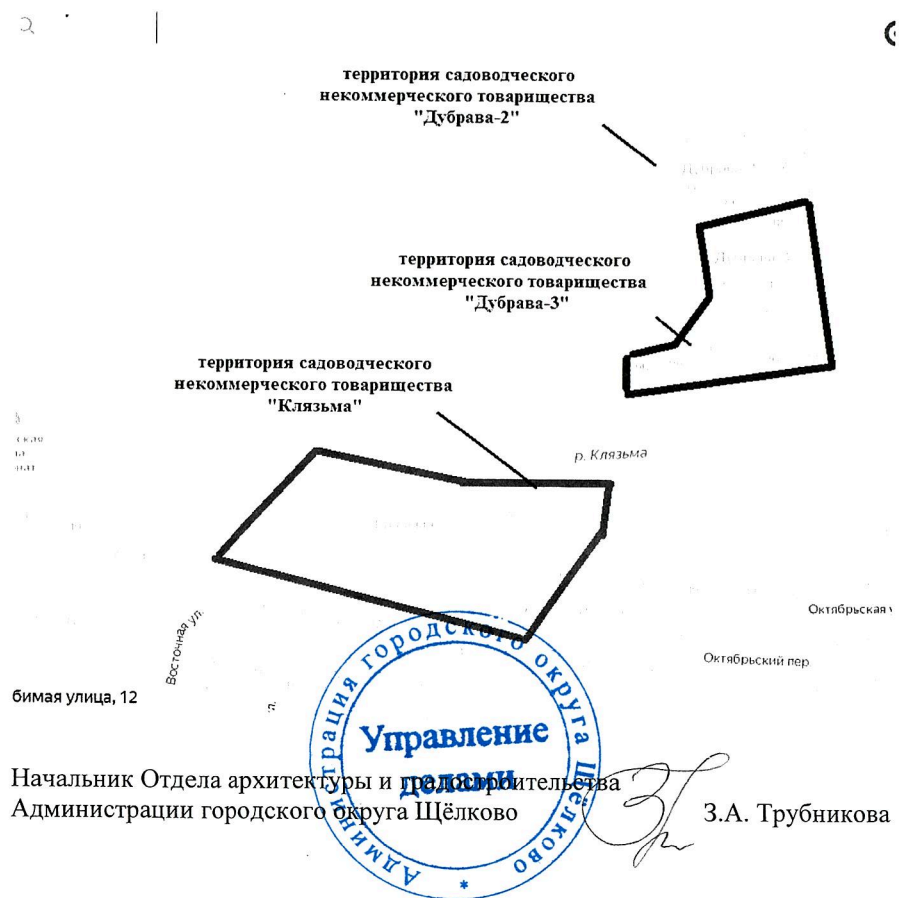 территория садоводческого
некоммерческого товарищества
"Дубрава-2"
территория садоводческого
некоммерческого товарищества
"Дубрава-3"
территория садоводческого
некоммерческого товарищества
"Клязьма"
р. Клязьма
Восточная ул.
Октябрьская
Октябрьский пер
бимая улица, 12
Администрация городского округа Щёлково
Управление
делами
Начальник Отдела архитектуры и градостроительства
Администрации городского округа Щёлково
З.А. Трубникова